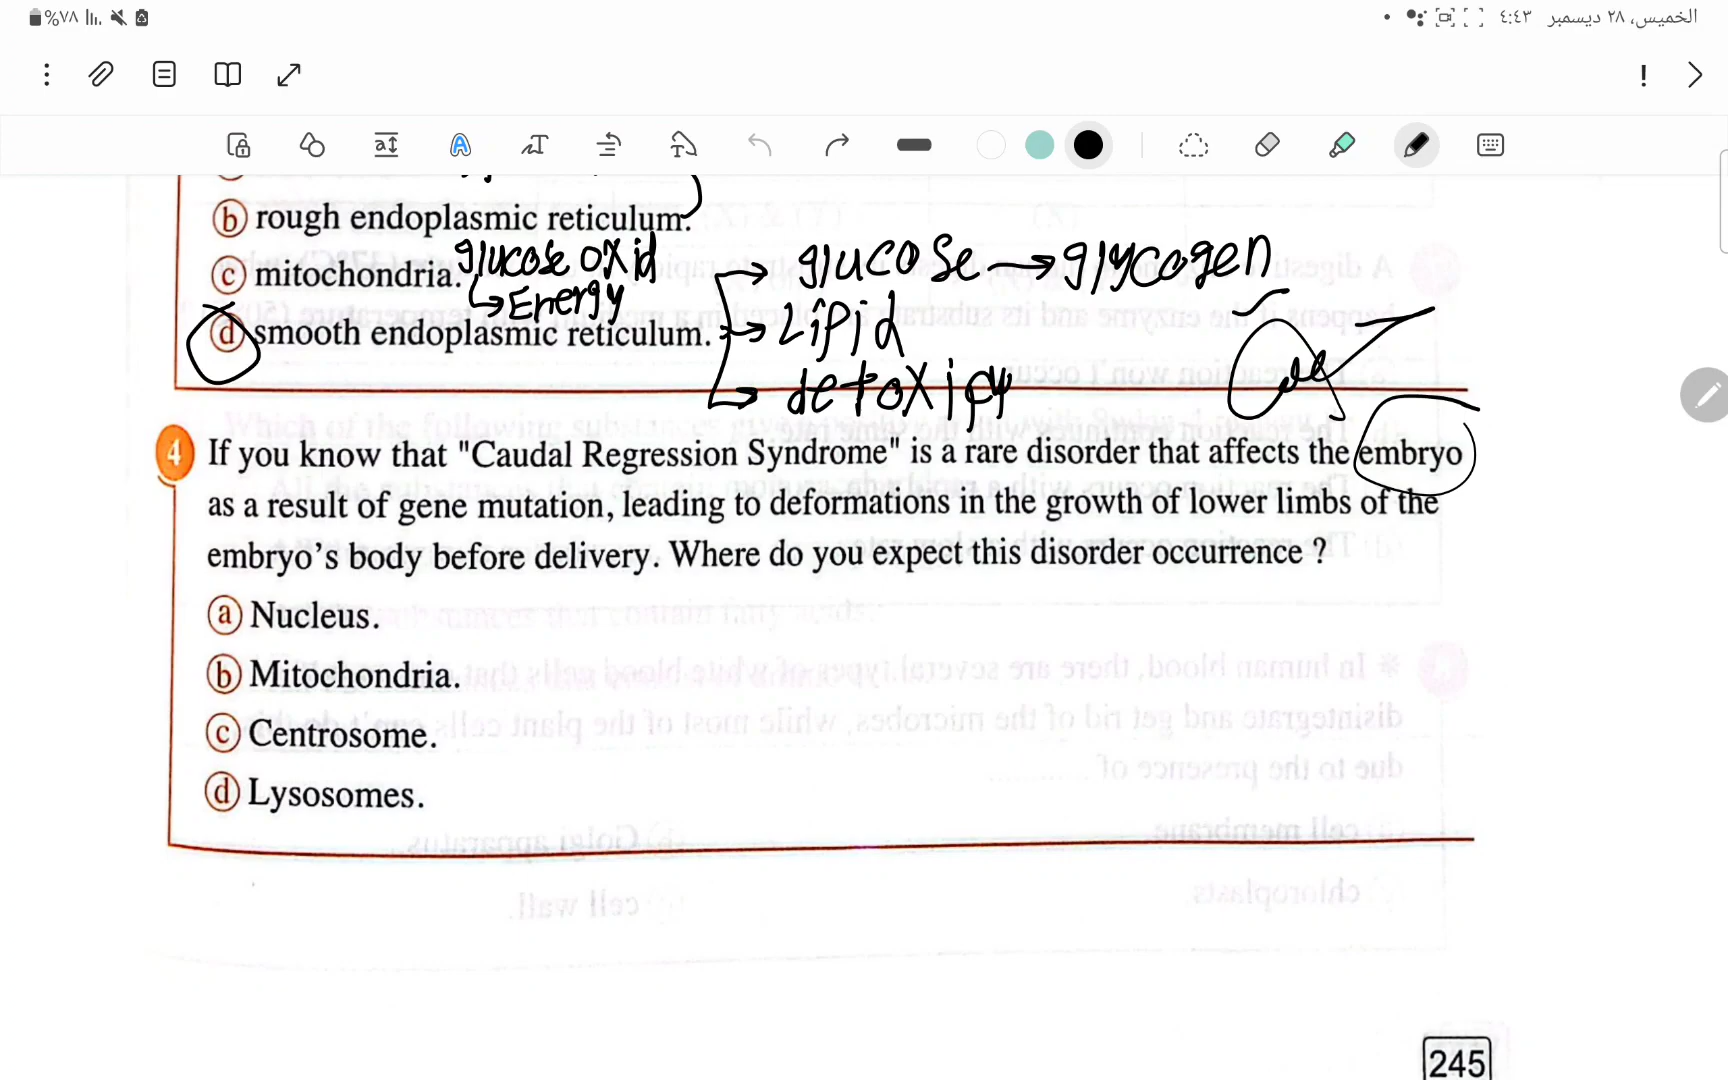 %٧٨
الخميس، ٢٨ ديسمبر ٤:٤٣
b rough endoplasmic reticulum.
c mitochondria.
glucose oxid
Energy
d smooth endoplasmic reticulum.
glucose → glycogen
Lipid
detoxify
4 If you know that "Caudal Regression Syndrome" is a rare disorder that affects the embryo
as a result of gene mutation, leading to deformations in the growth of lower limbs of the
embryo's body before delivery. Where do you expect this disorder occurrence ?
a Nucleus.
b Mitochondria.
c Centrosome.
d Lysosomes.
245